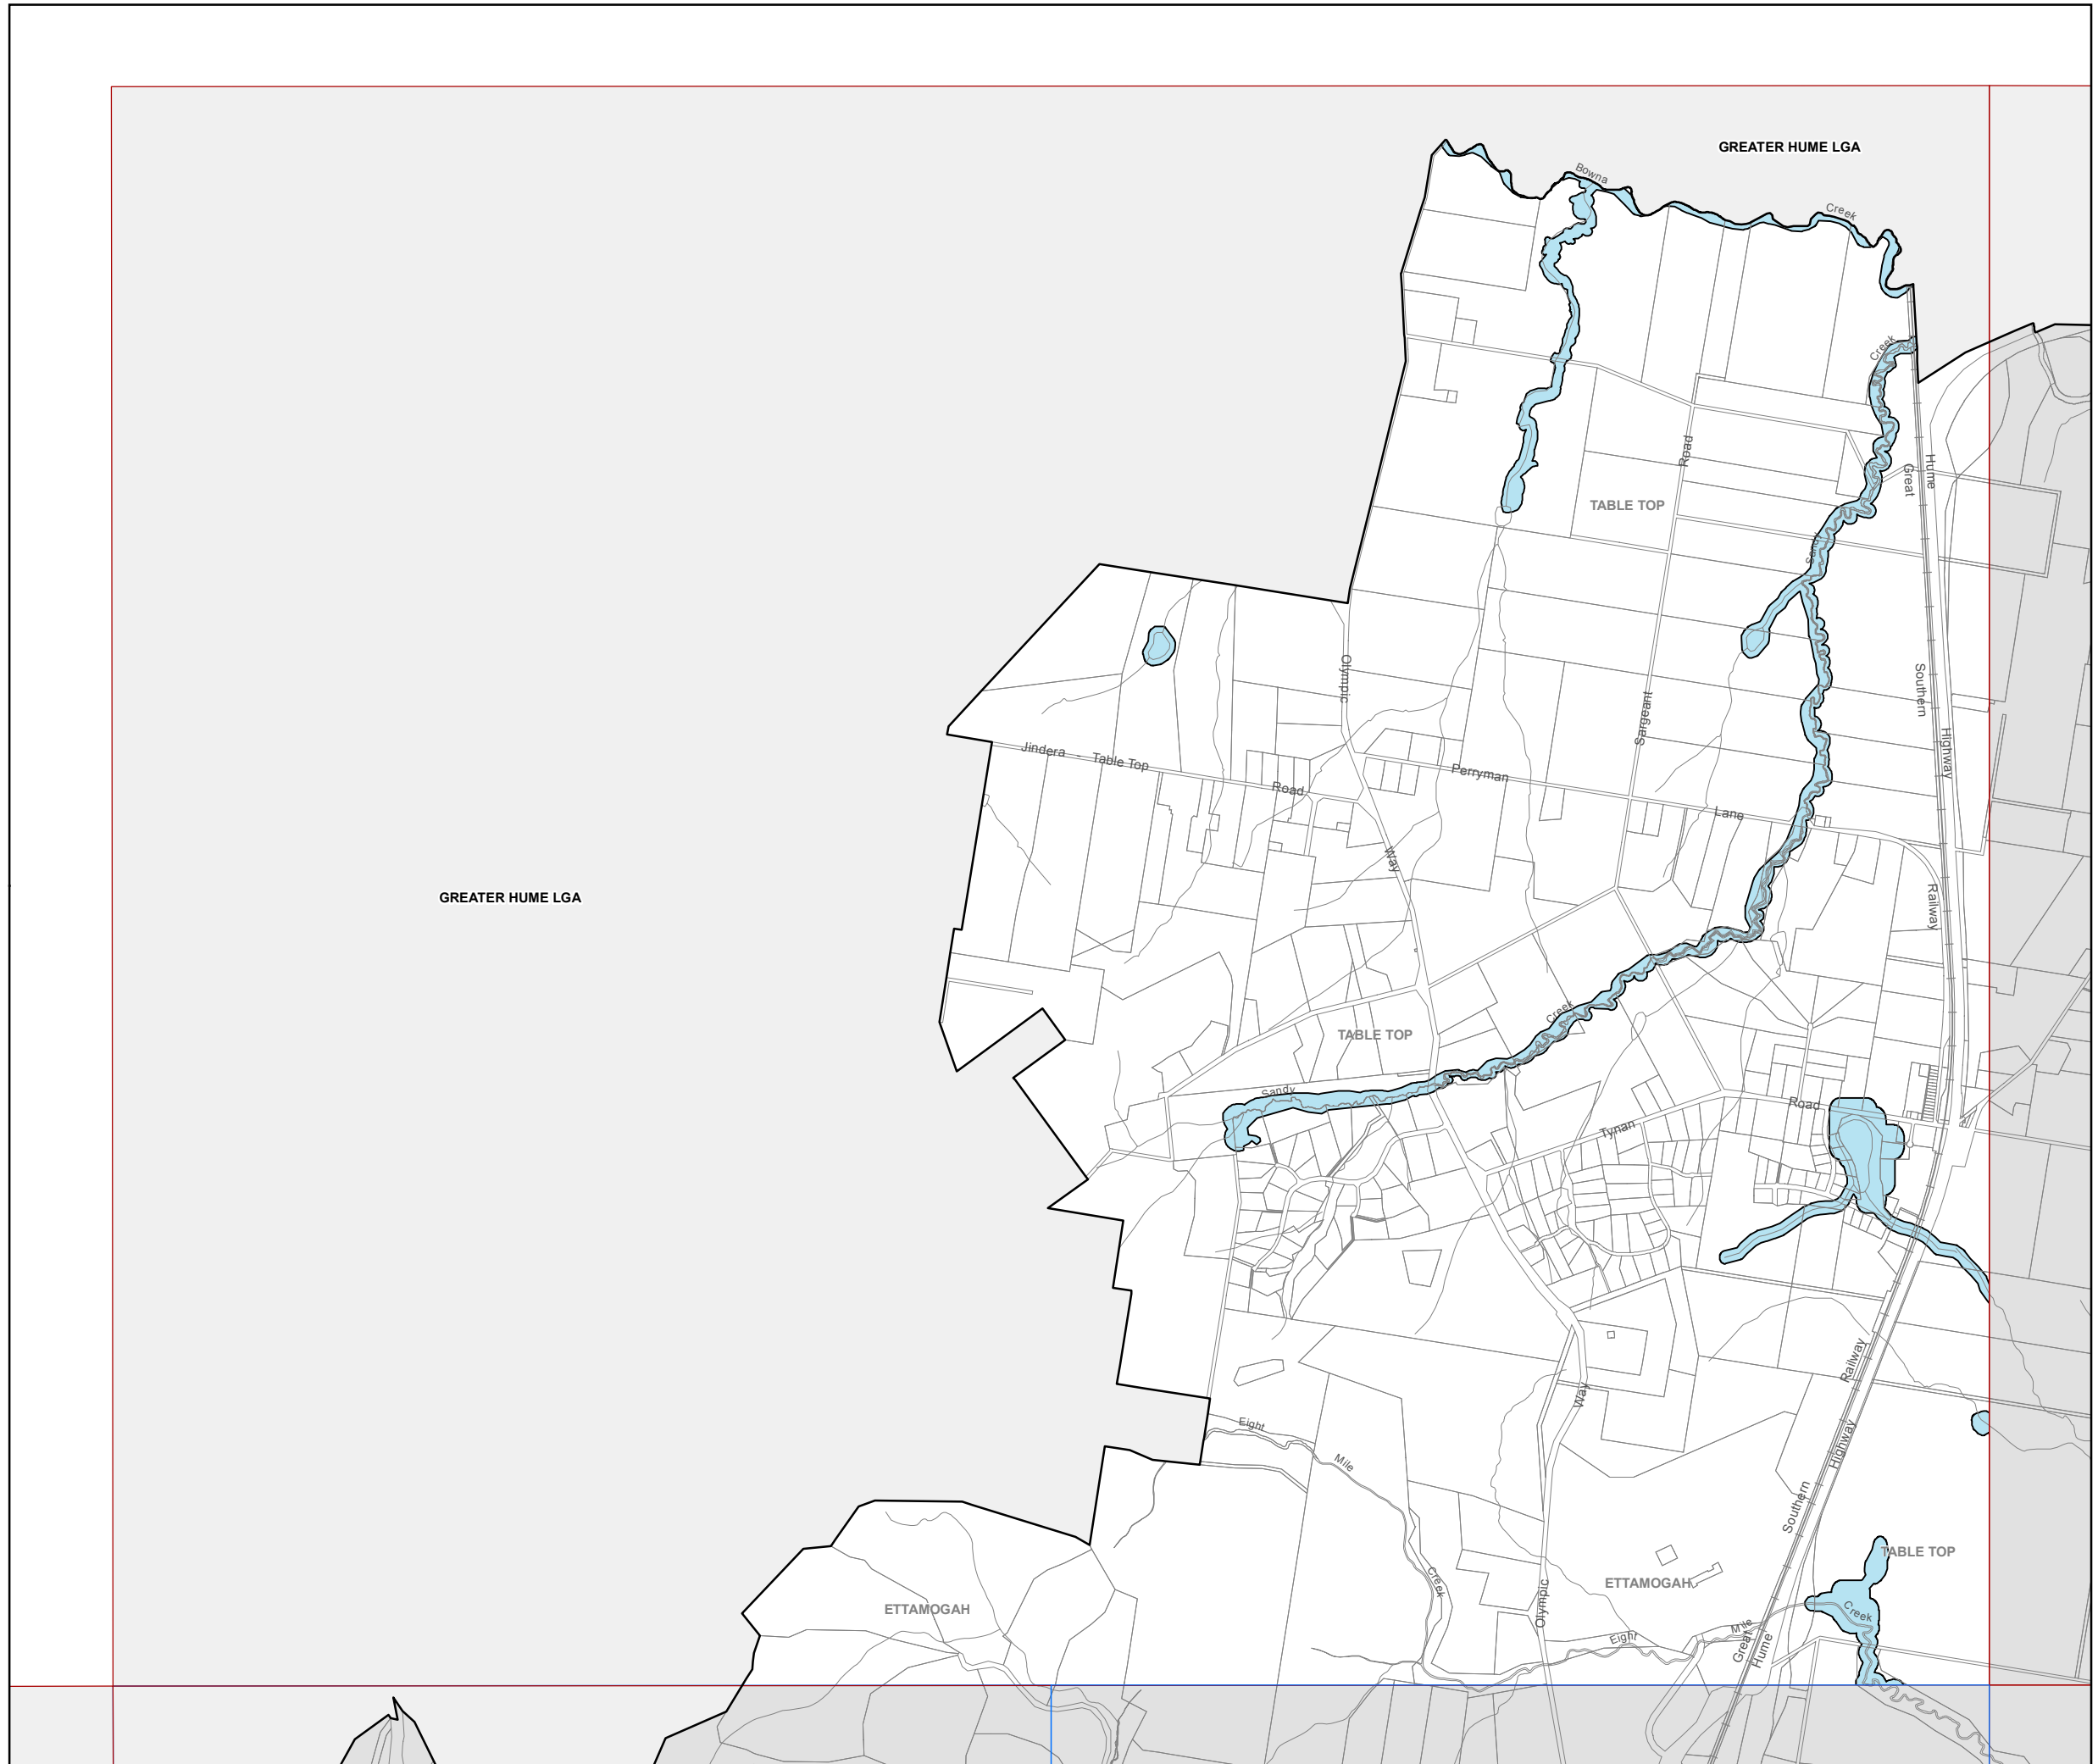 GREATER HUME LGA
Bowna
Creek
Creek
Road
Hume
Great
TABLE TOP
Sandy
Olympic
Southern
Sargeant
Highway
Jindera - Table Top
Road
Perryman
Lane
Way
Railway
GREATER HUME LGA
Creek
TABLE TOP
Sandy
Road
Tynan
Railway
Way
Eight
Mile
Highway
Southern
TABLE TOP
Creek
ETTAMOGAH
Olympic
ETTAMOGAH
Creek
Mile
Eight
Great
Hume